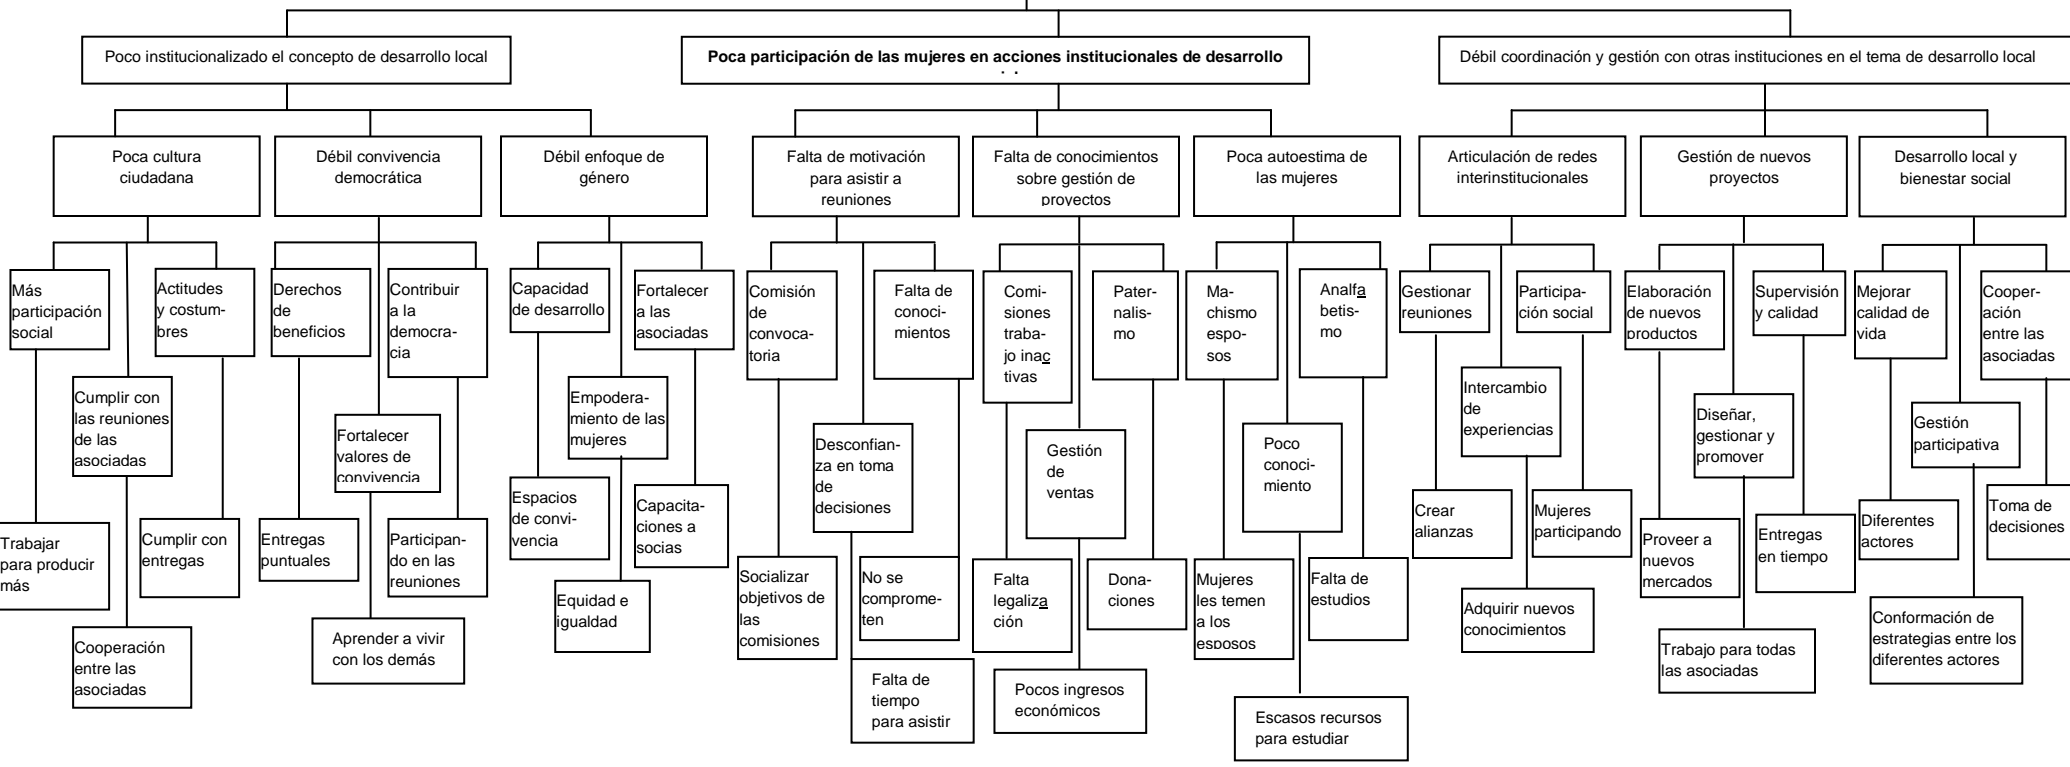 Poco institucionalizado el concepto de desarrollo local
Poca participación de las mujeres en acciones institucionales de desarrollo
Débil coordinación y gestión con otras instituciones en el tema de desarrollo local
Poca cultura
ciudadana
Débil convivencia
democrática
Débil enfoque de
género
Falta de motivación
para asistir a
reuniones
Falta de conocimientos
sobre gestión de
proyectos
Poca autoestima de
las mujeres
Articulación de redes
interinstitucionales
Gestión de nuevos
proyectos
Desarrollo local y
bienestar social
Más
participación
social
Actitudes
y costum-
bres
Derechos
de
beneficios
Contribuir
a la
democra-
cia
Capacidad
de desarrollo
Fortalecer
a las
asociadas
Comisión
de
convoca-
toria
Falta de
conoci-
mientos
Comi-
siones
traba-
jo inac
tivas
Pater-
nalis-
mo
Ma-
chismo
espo-
sos
Analfa
betis-
mo
Gestionar
reuniones
Participa-
ción social
Elaboración
de nuevos
productos
Supervisión
y calidad
Mejorar
calidad de
vida
Cooper-
ación
entre las
asociadas
Cumplir con
las reuniones
de las
asociadas
Fortalecer
valores de
convivencia
Empodera-
miento de las
mujeres
Desconfian-
za en toma
de
decisiones
Gestión
de
ventas
Poco
conoci-
miento
Intercambio
de
experiencias
Diseñar,
gestionar y
promover
Gestión
participativa
Trabajar
para producir
más
Cumplir con
entregas
Entregas
puntuales
Participan-
do en las
reuniones
Espacios
de convi-
vencia
Capacita-
ciones a
socias
Socializar
objetivos de
las
comisiones
No se
comprome-
ten
Falta
legaliza
ción
Dona-
ciones
Mujeres
les temen
a los
esposos
Falta de
estudios
Crear
alianzas
Mujeres
participando
Proveer a
nuevos
mercados
Entregas
en tiempo
Diferentes
actores
Toma de
decisiones
Cooperación
entre las
asociadas
Aprender a vivir
con los demás
Equidad e
igualdad
Falta de
tiempo
para asistir
Pocos ingresos
económicos
Escasos recursos
para estudiar
Adquirir nuevos
conocimientos
Trabajo para todas
las asociadas
Conformación de
estrategias entre los
diferentes actores